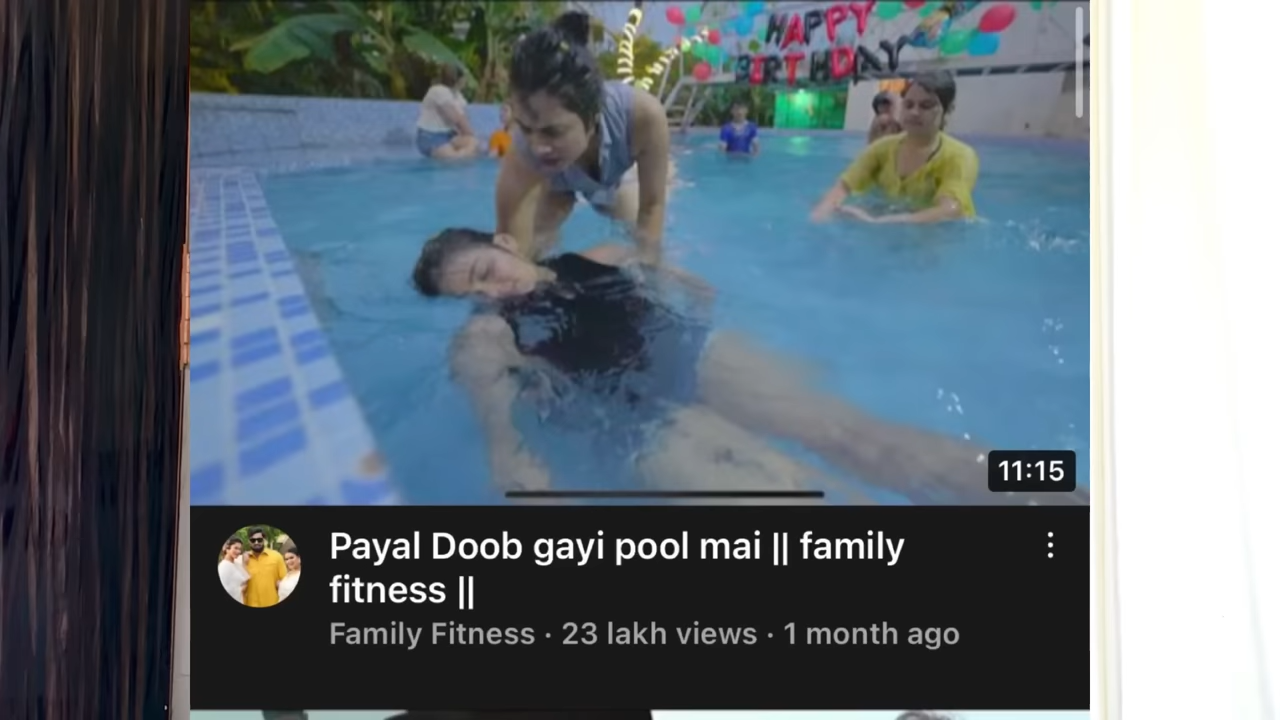 HAPPY
BIRTHDAY
11:15
Payal Doob gayi pool mai || family
fitness ||
Family Fitness · 23 lakh views · 1 month ago